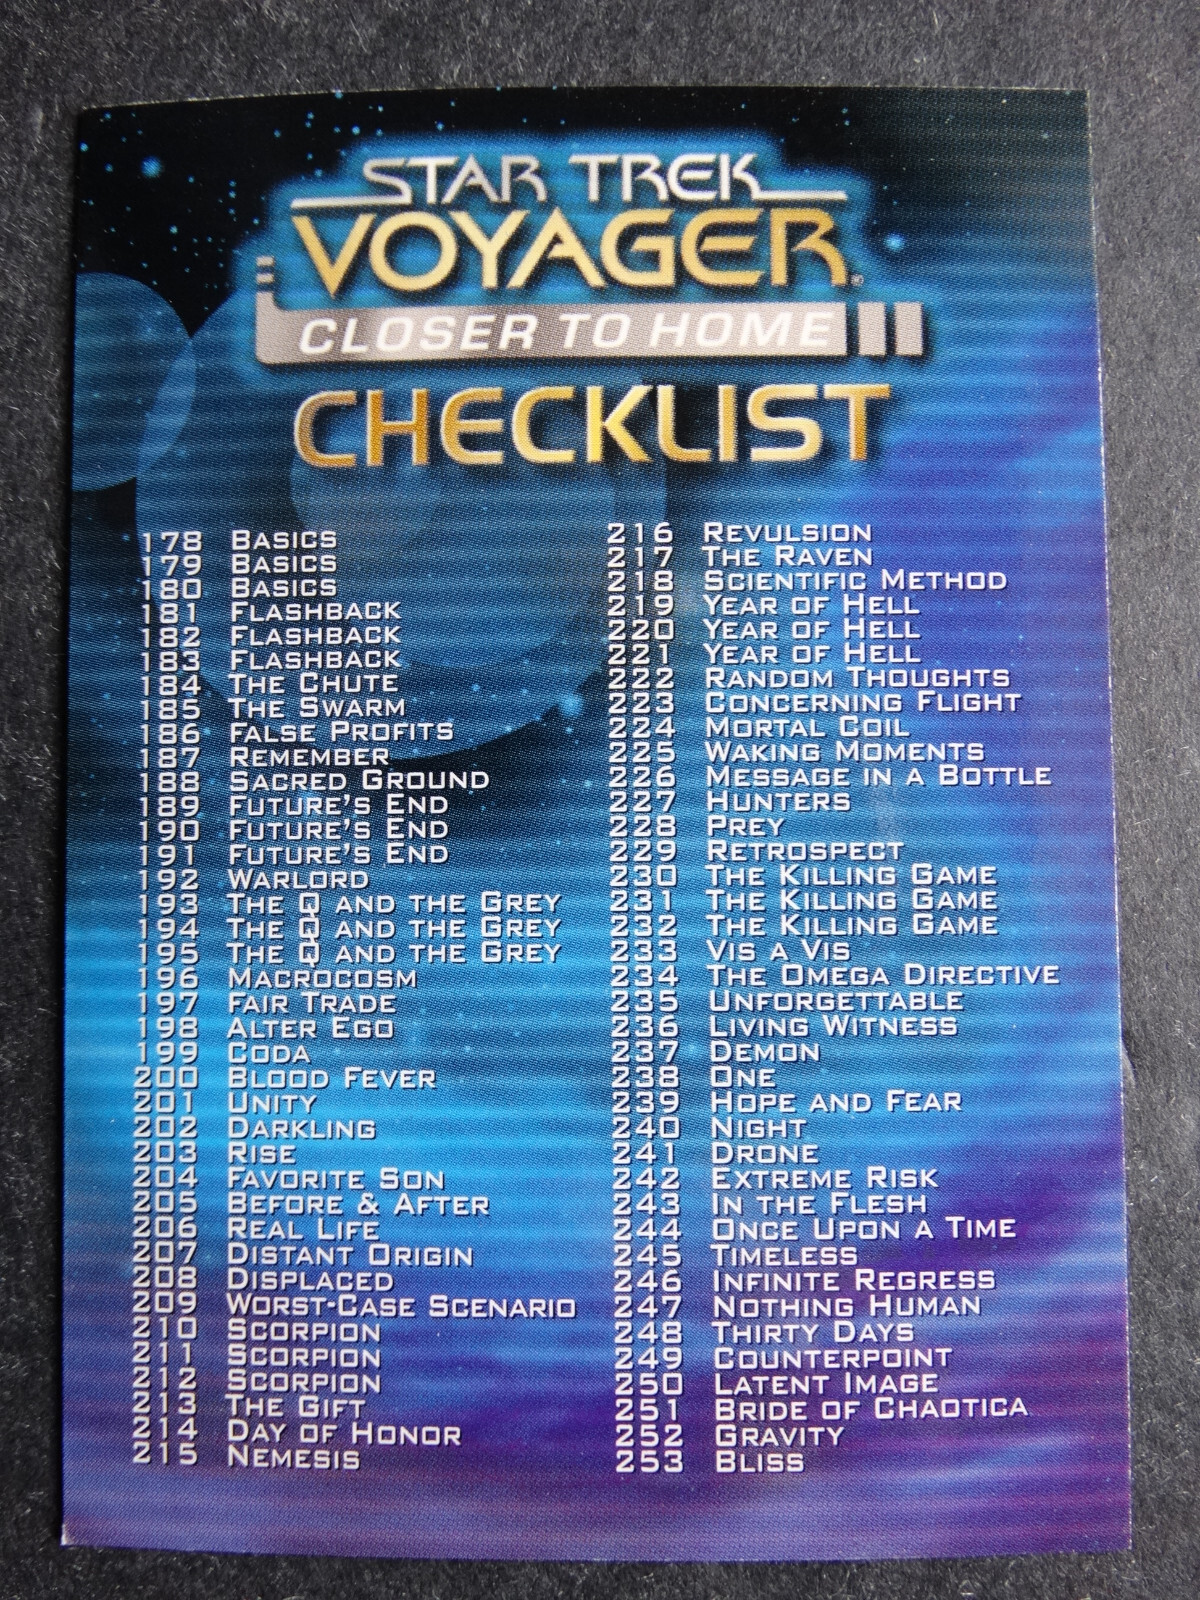 STAR TREK
VOYAGER®
CLOSER TO HOME
CHECKLIST
178 BASICS
179 BASICS
180 BASICS
181 FLASHBACK
182 FLASHBACK
183 FLASHBACK
184 THE CHUTE
185 THE SWARM
186 FALSE PROFITS
187 REMEMBER
188 SACRED GROUND
189 FUTURE'S END
190 FUTURE'S END
191 FUTURE'S END
192 WARLORD
193 THE Q AND THE GREY
194 THE Q AND THE GREY
195 THE Q AND THE GREY
196 MACROCOSM
197 FAIR TRADE
198 ALTER EGO
199 CODA
200 BLOOD FEVER
201 UNITY
202 DARKLING
203 RISE
204 FAVORITE SON
205 BEFORE & AFTER
206 REAL LIFE
207 DISTANT ORIGIN
208 DISPLACED
209 WORST-CASE SCENARIO
210 SCORPION
211 SCORPION
212 SCORPION
213 THE GIFT
214 DAY OF HONOR
215 NEMESIS
216 REVULSION
217 THE RAVEN
218 SCIENTIFIC METHOD
219 YEAR OF HELL
220 YEAR OF HELL
221 YEAR OF HELL
222 RANDOM THOUGHTS
223 CONCERNING FLIGHT
224 MORTAL COIL
225 WAKING MOMENTS
226 MESSAGE IN A BOTTLE
227 HUNTERS
228 PREY
229 RETROSPECT
230 THE KILLING GAME
231 THE KILLING GAME
232 THE KILLING GAME
233 VIS A VIS
234 THE OMEGA DIRECTIVE
235 UNFORGETTABLE
236 LIVING WITNESS
237 DEMON
238 ONE
239 HOPE AND FEAR
240 NIGHT
241 DRONE
242 EXTREME RISK
243 IN THE FLESH
244 ONCE UPON A TIME
245 TIMELESS
246 INFINITE REGRESS
247 NOTHING HUMAN
248 THIRTY DAYS
249 COUNTERPOINT
250 LATENT IMAGE
251 BRIDE OF CHAOTICA
252 GRAVITY
253 BLISS